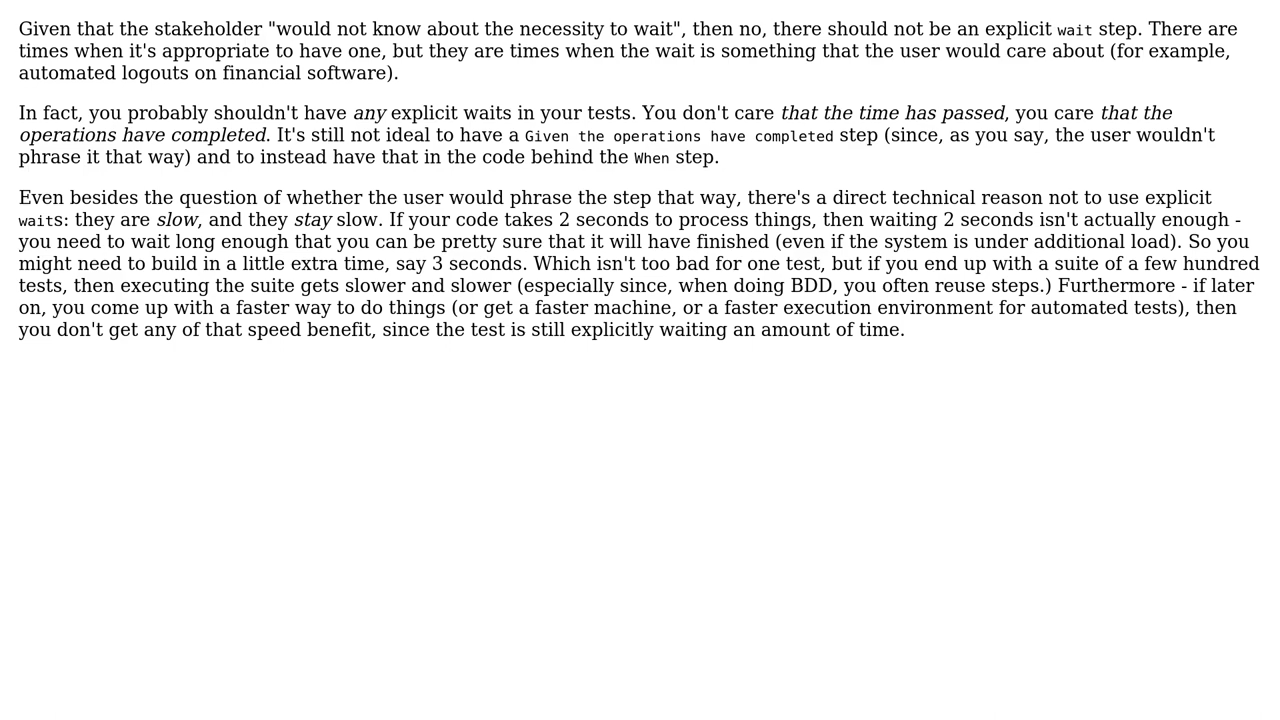 Given that the stakeholder "would not know about the necessity to wait", then no, there should not be an explicit wait step. There are
times when it's appropriate to have one, but they are times when the wait is something that the user would care about (for example,
automated logouts on financial software).
In fact, you probably shouldn't have any explicit waits in your tests. You don't care that the time has passed, you care that the
operations have completed. It's still not ideal to have a Given the operations have completed step (since, as you say, the user wouldn't
phrase it that way) and to instead have that in the code behind the When step.
Even besides the question of whether the user would phrase the step that way, there's a direct technical reason not to use explicit
waits: they are slow, and they stay slow. If your code takes 2 seconds to process things, then waiting 2 seconds isn't actually enough -
you need to wait long enough that you can be pretty sure that it will have finished (even if the system is under additional load). So you
might need to build in a little extra time, say 3 seconds. Which isn't too bad for one test, but if you end up with a suite of a few hundred
tests, then executing the suite gets slower and slower (especially since, when doing BDD, you often reuse steps.) Furthermore - if later
on, you come up with a faster way to do things (or get a faster machine, or a faster execution environment for automated tests), then
you don't get any of that speed benefit, since the test is still explicitly waiting an amount of time.